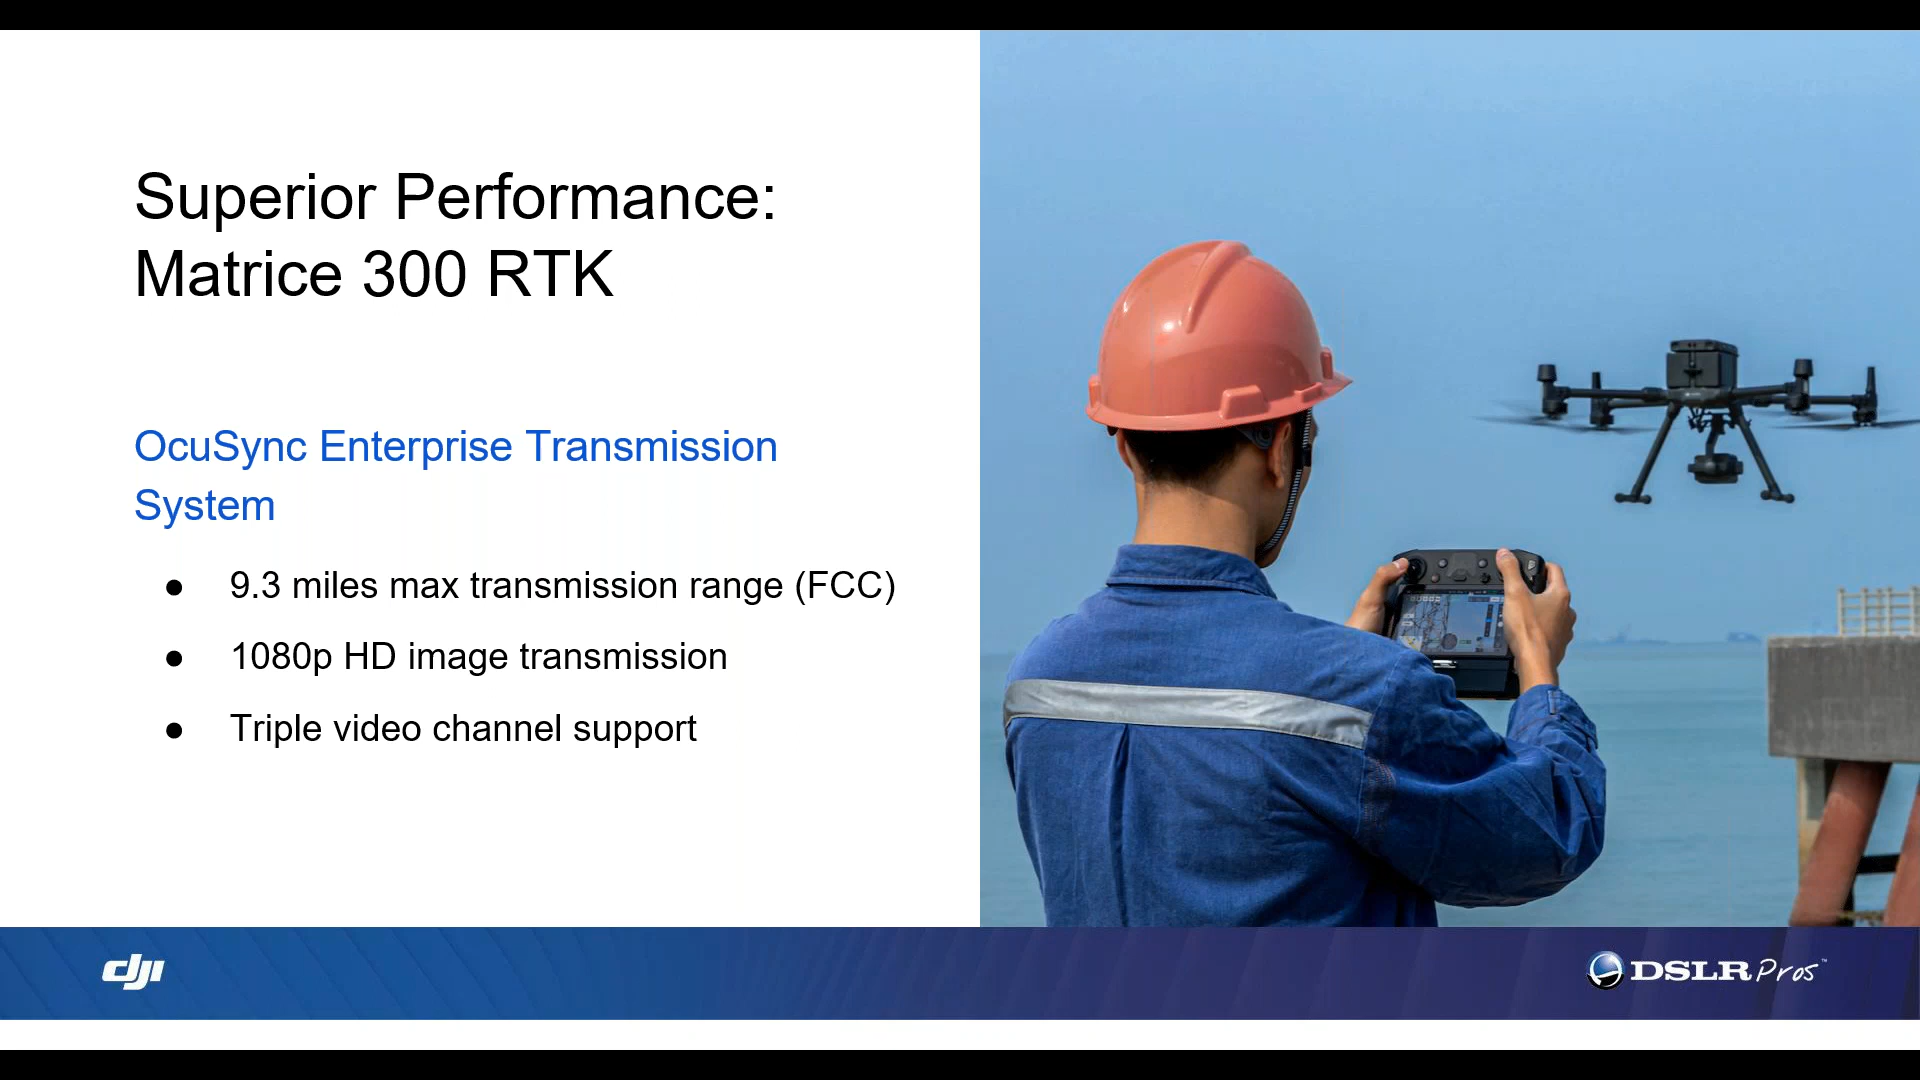 Superior Performance:
Matrice 300 RTK
OcuSync Enterprise Transmission
System
● 9.3 miles max transmission range (FCC)
● 1080p HD image transmission
● Triple video channel support
dji
DSLR Pros™